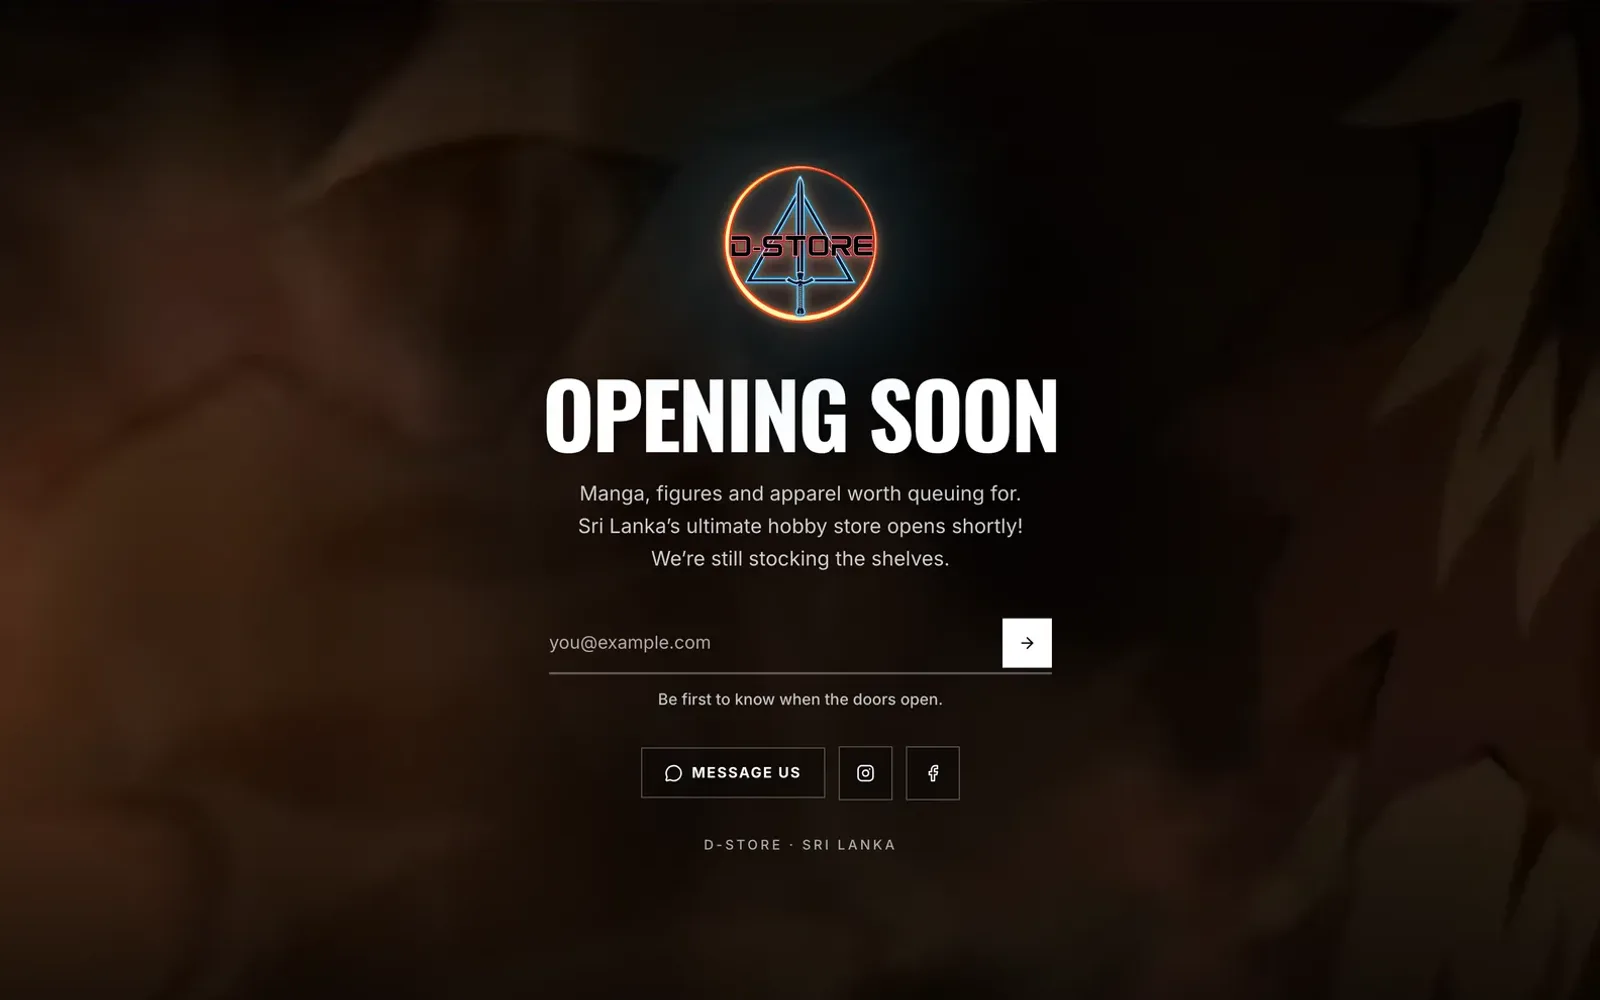 D-STORE
OPENING SOON
Manga, figures and apparel worth queuing for.
Sri Lanka’s ultimate hobby store opens shortly!
We’re still stocking the shelves.
you@example.com
Be first to know when the doors open.
MESSAGE US
D-STORE · SRI LANKA